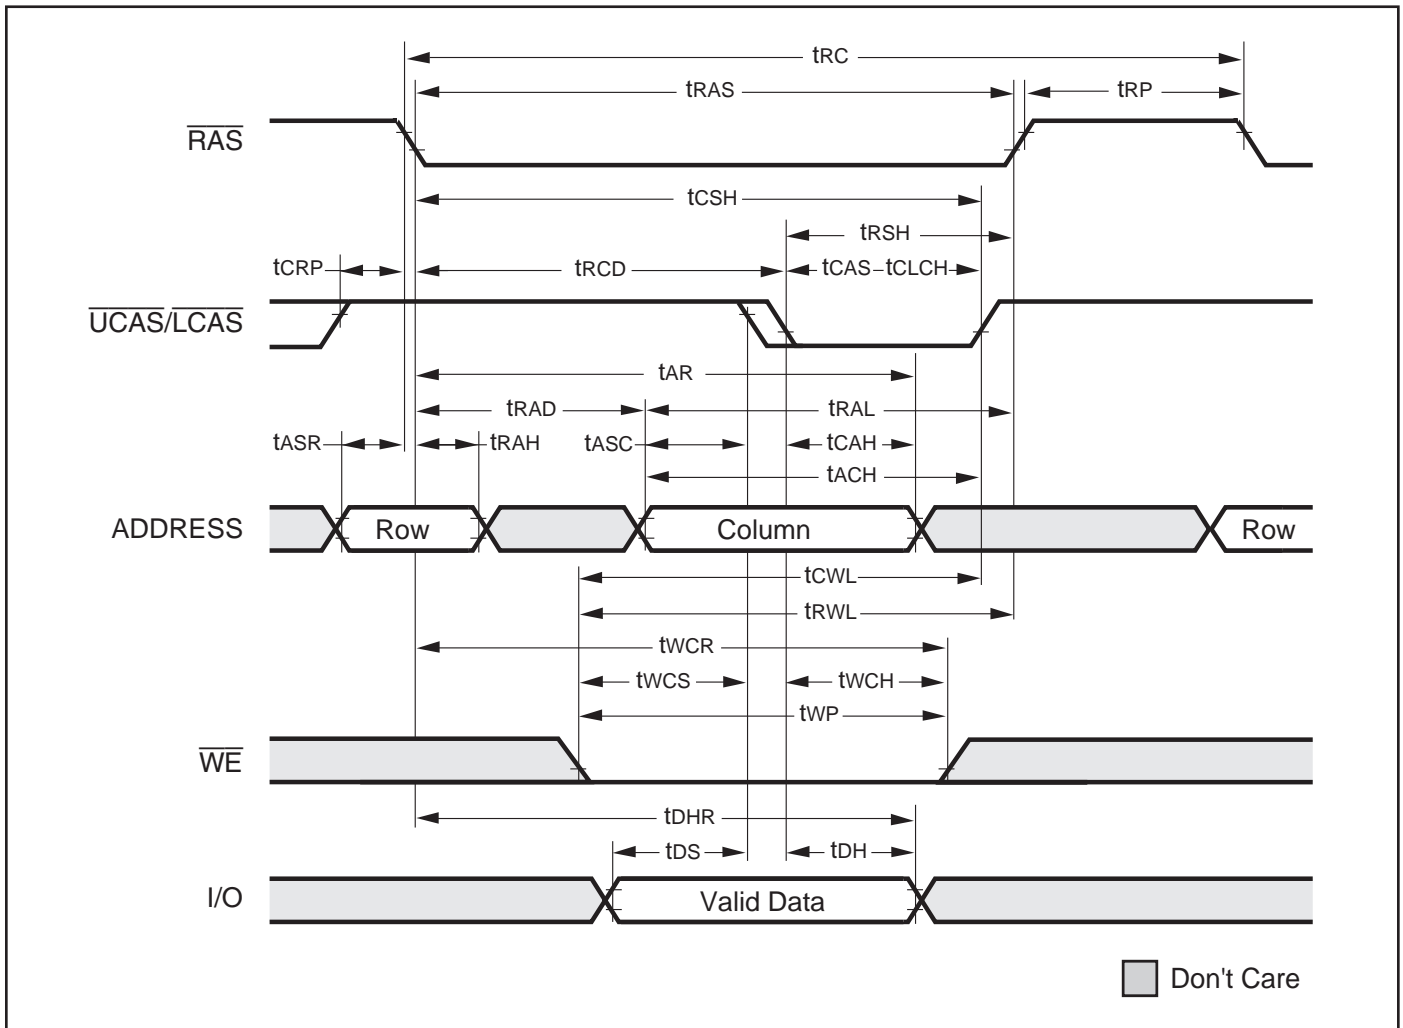 tRC
tRAS
tRP
RAS
tCSH
tRSH
tCRP
tRCD
tCAS
tCLCH
UCAS/LCAS
tAR
tRAD
tRAL
tASR
tRAH
tASC
tCAH
tACH
ADDRESS
Row
Column
Row
tCWL
tRWL
tWCR
tWCS
tWCH
tWP
WE
tDHR
tDS
tDH
I/O
Valid Data
Don't Care